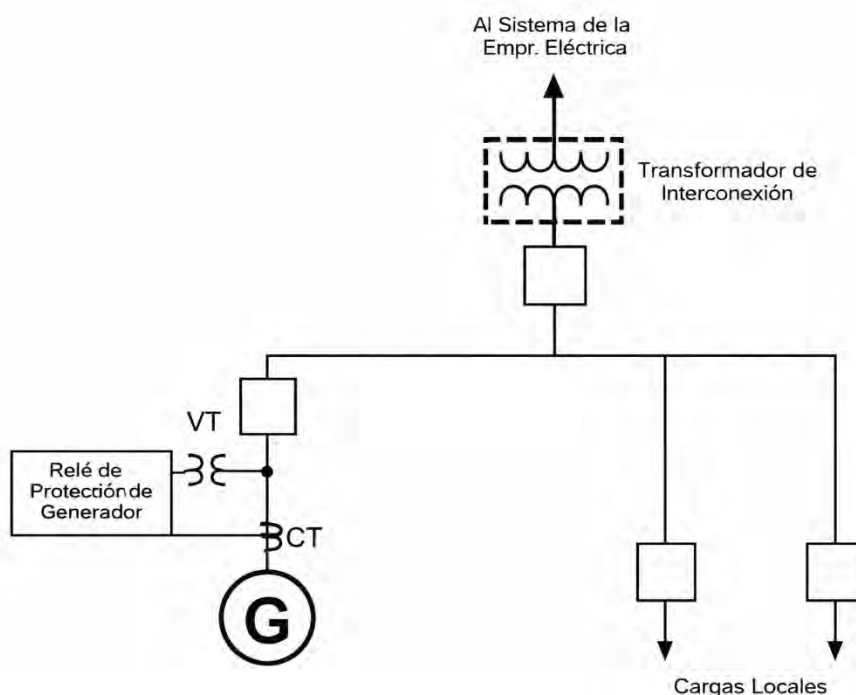 Al Sistema de la
Empr. Eléctrica
Transformador de
Interconexión
VT
Relé de
Protección de
Generador
CT
G
Cargas Locales